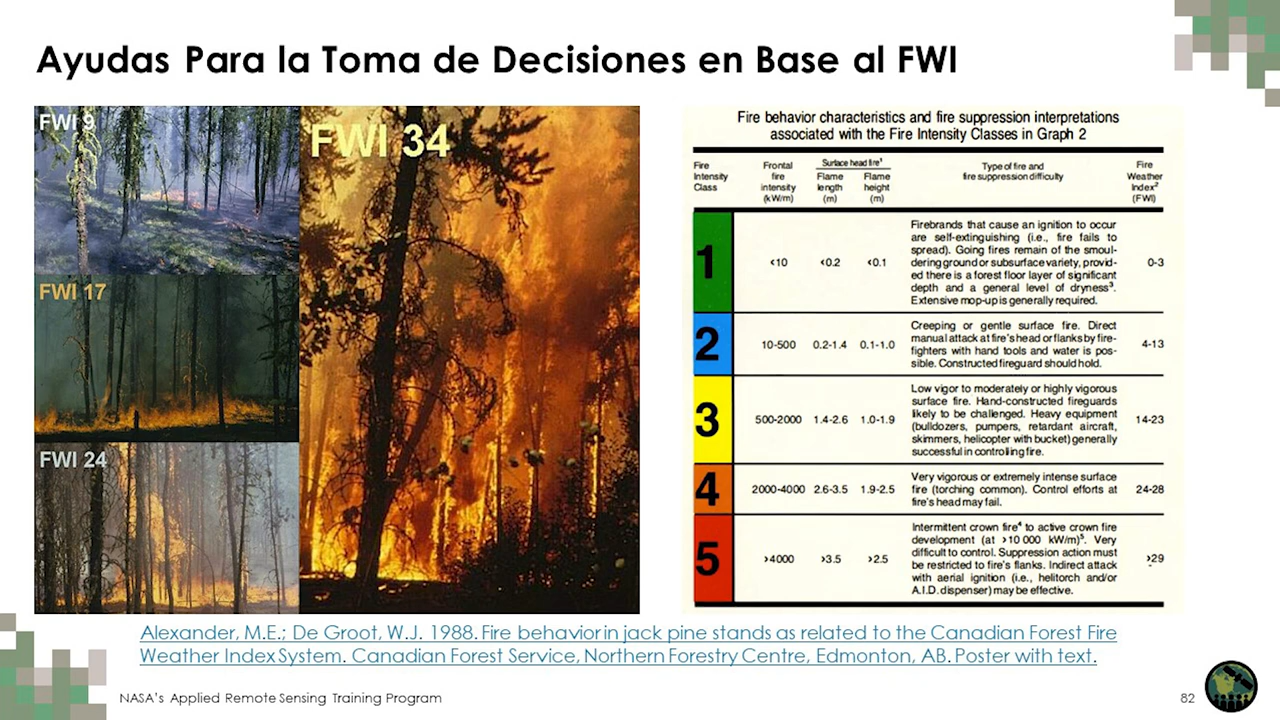 Ayudas Para la Toma de Decisiones en Base al FWI
FWI 9
FWI 17
FWI 24
FWI 34
Fire behavior characteristics and fire suppression interpretations
associated with the Fire Intensity Classes in Graph 2
Fire
Intensity
Class
Frontal
fire
intensity
(kW/m)
Surface head fire¹
Flame
length
(m)
Flame
height
(m)
Type of fire and
fire suppression difficulty
Fire
Weather
Index²
(FWI)
1
<10
<0.2
<0.1
Firebrands that cause an ignition to occur
are self-extinguishing (i.e., fire fails to
spread). Going fires remain of the smoul-
dering ground or subsurface variety, provid-
ed there is a forest floor layer of significant
depth and a general level of dryness³.
Extensive mop-up is generally required.
0-3
2
10-500
0.2-1.4
0.1-1.0
Creeping or gentle surface fire. Direct
manual attack at fire's head or flanks by fire-
fighters with hand tools and water is pos-
sible. Constructed fireguard should hold.
4-13
3
500-2000
1.4-2.6
1.0-1.9
Low vigor to moderately or highly vigorous
surface fire. Hand-constructed fireguards
likely to be challenged. Heavy equipment
(bulldozers, pumpers, retardant aircraft,
skimmers, helicopter with bucket) generally
successful in controlling fire.
14-23
4
2000-4000
2.6-3.5
1.9-2.5
Very vigorous or extremely intense surface
fire (torching common). Control efforts at
fire's head may fail.
24-28
5
>4000
>3.5
>2.5
Intermittent crown fire⁴ to active crown fire
development (at >10 000 kW/m)⁵. Very
difficult to control. Suppression action must
be restricted to fire's flanks. Indirect attack
with aerial ignition (i.e., helitorch and/or
A.I.D. dispenser) may be effective.
≥29
Alexander, M.E.; De Groot, W.J. 1988. Fire behavior in jack pine stands as related to the Canadian Forest Fire
Weather Index System. Canadian Forest Service, Northern Forestry Centre, Edmonton, AB. Poster with text.
NASA's Applied Remote Sensing Training Program
82